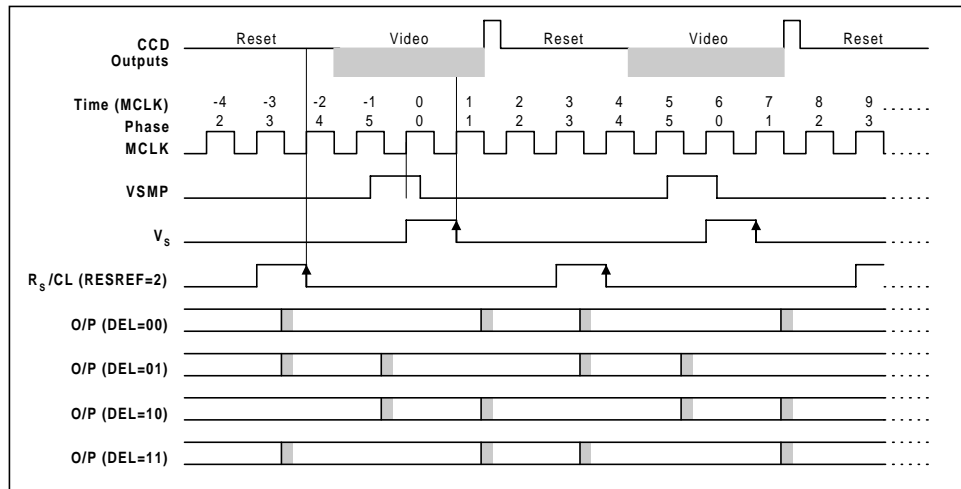 Reset Video Reset Video Reset
CCD
Outputs
Time (MCLK) -4 -3 -2 -1 0 1 2 3 4 5 6 7 8 9
Phase 2 3 4 5 0 1 2 3 4 5 0 1 2 3
MCLK
VSMP
VS
RS/CL (RESREF=2)
O/P (DEL=00)
O/P (DEL=01)
O/P (DEL=10)
O/P (DEL=11)